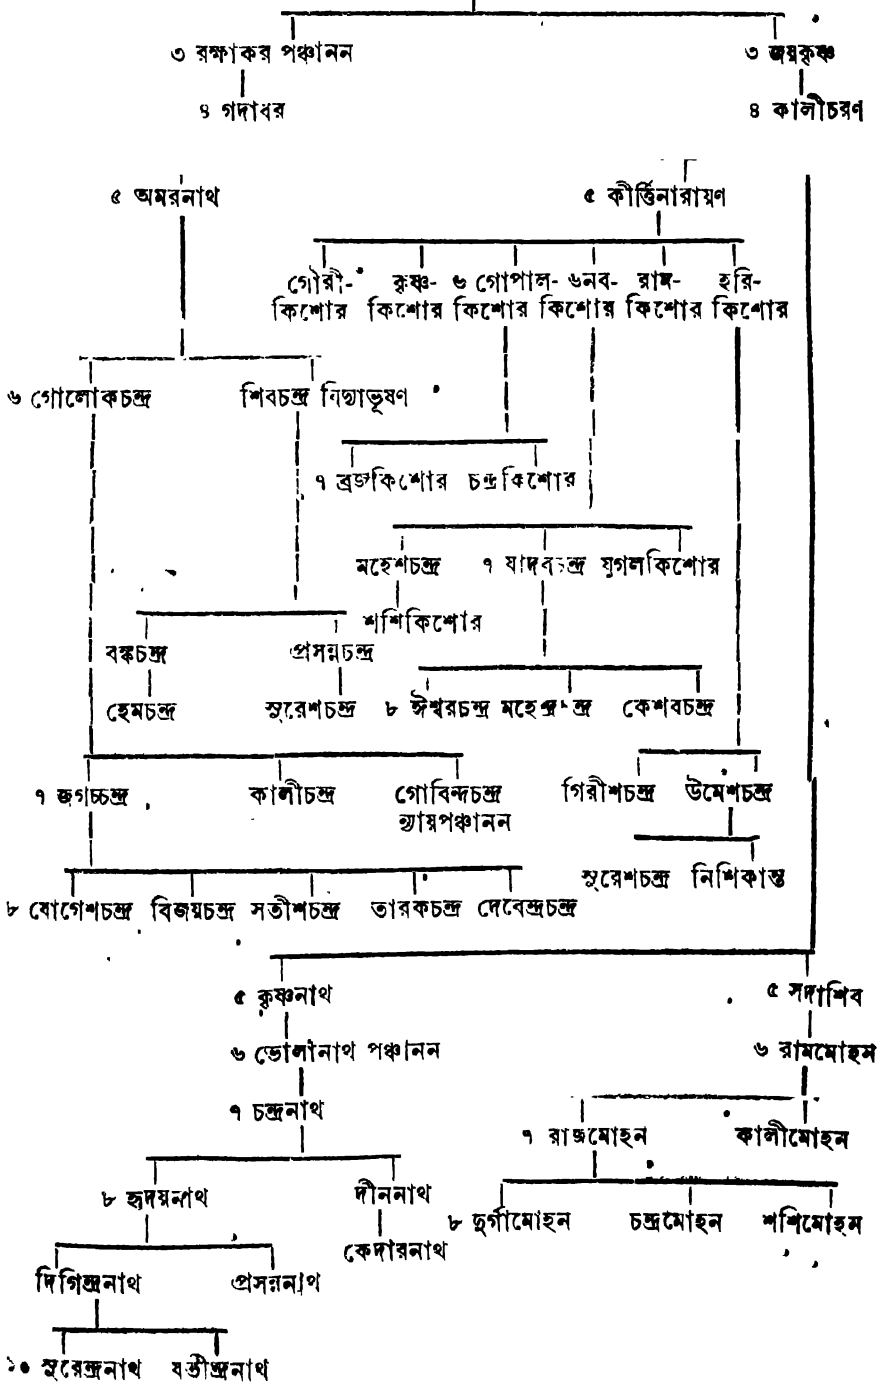 ৩ রক্ষাকর পঞ্চানন ৩ জয়কৃষ্ণ
৪ গদাধর ৪ কালীচরণ
৫ অমরনাথ ৫ কীর্ত্তিনারায়ণ
গৌরী- কৃষ্ণ- ৬ গোপাল- ৬নব- রাম- হরি-
কিশোর কিশোর কিশোর কিশোর কিশোর কিশোর
৬ গোলোকচন্দ্র শিবচন্দ্র বিদ্যাভূষণ
৭ ব্রজকিশোর চন্দ্রকিশোর
মহেশচন্দ্র ৭ যাদবচন্দ্র যুগলকিশোর
শশিকিশোর
বঙ্কচন্দ্র প্রসন্নচন্দ্র
হেমচন্দ্র সুরেশচন্দ্র ৮ ঈশ্বরচন্দ্র মহেন্দ্রচন্দ্র কেশবচন্দ্র
৭ জগচ্চন্দ্র কালীচন্দ্র গোবিন্দচন্দ্র গিরীশচন্দ্র উমেশচন্দ্র
ন্যায়পঞ্চানন
সুরেশচন্দ্র নিশিকান্ত
৮ যোগেশচন্দ্র বিজয়চন্দ্র সতীশচন্দ্র তারকচন্দ্র দেবেন্দ্রচন্দ্র
৫ কৃষ্ণনাথ ৫ সদাশিব
৬ ভোলানাথ পঞ্চানন ৬ রামমোহন
৭ চন্দ্রনাথ
৭ রাজমোহন কালীমোহন
৮ হৃদয়নাথ দীননাথ
৮ দুর্গামোহন চন্দ্রমোহন শশিমোহন
কেদারনাথ
দিগিন্দ্রনাথ প্রসন্ননাথ
১০ সুরেন্দ্রনাথ যতীন্দ্রনাথ